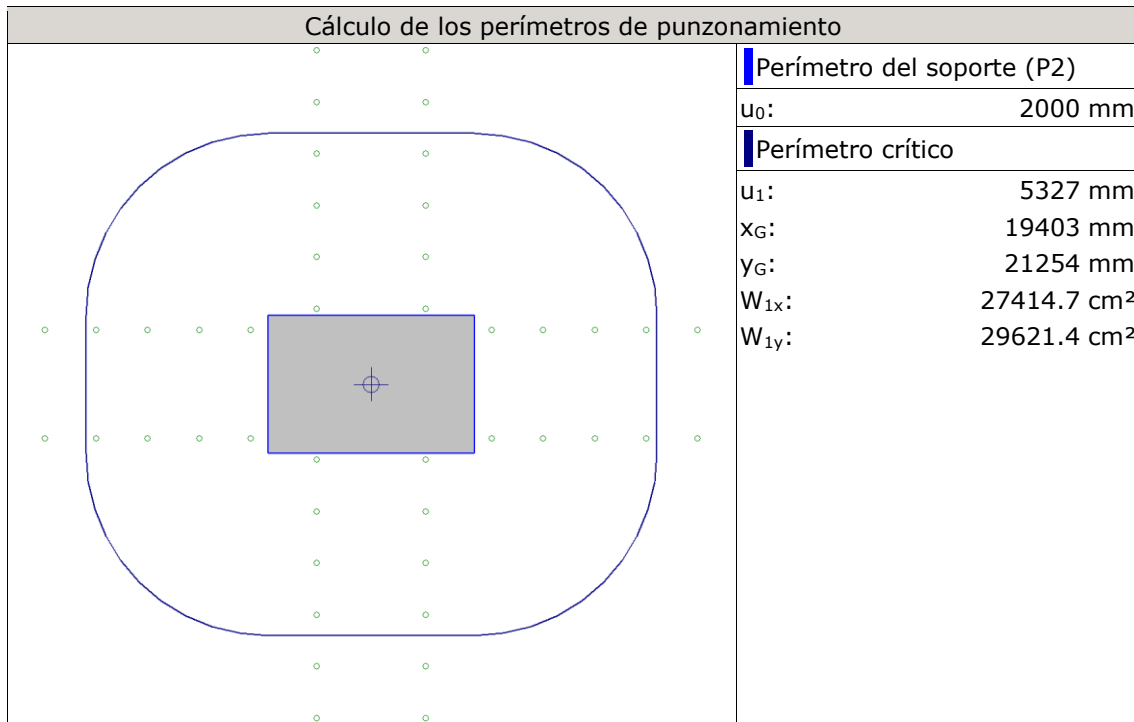 Cálculo de los perímetros de punzonamiento
Perímetro del soporte (P2)
u₀: 2000 mm
Perímetro crítico
u₁: 5327 mm
x_G: 19403 mm
y_G: 21254 mm
W₁ₓ: 27414.7 cm²
W₁ᵧ: 29621.4 cm²